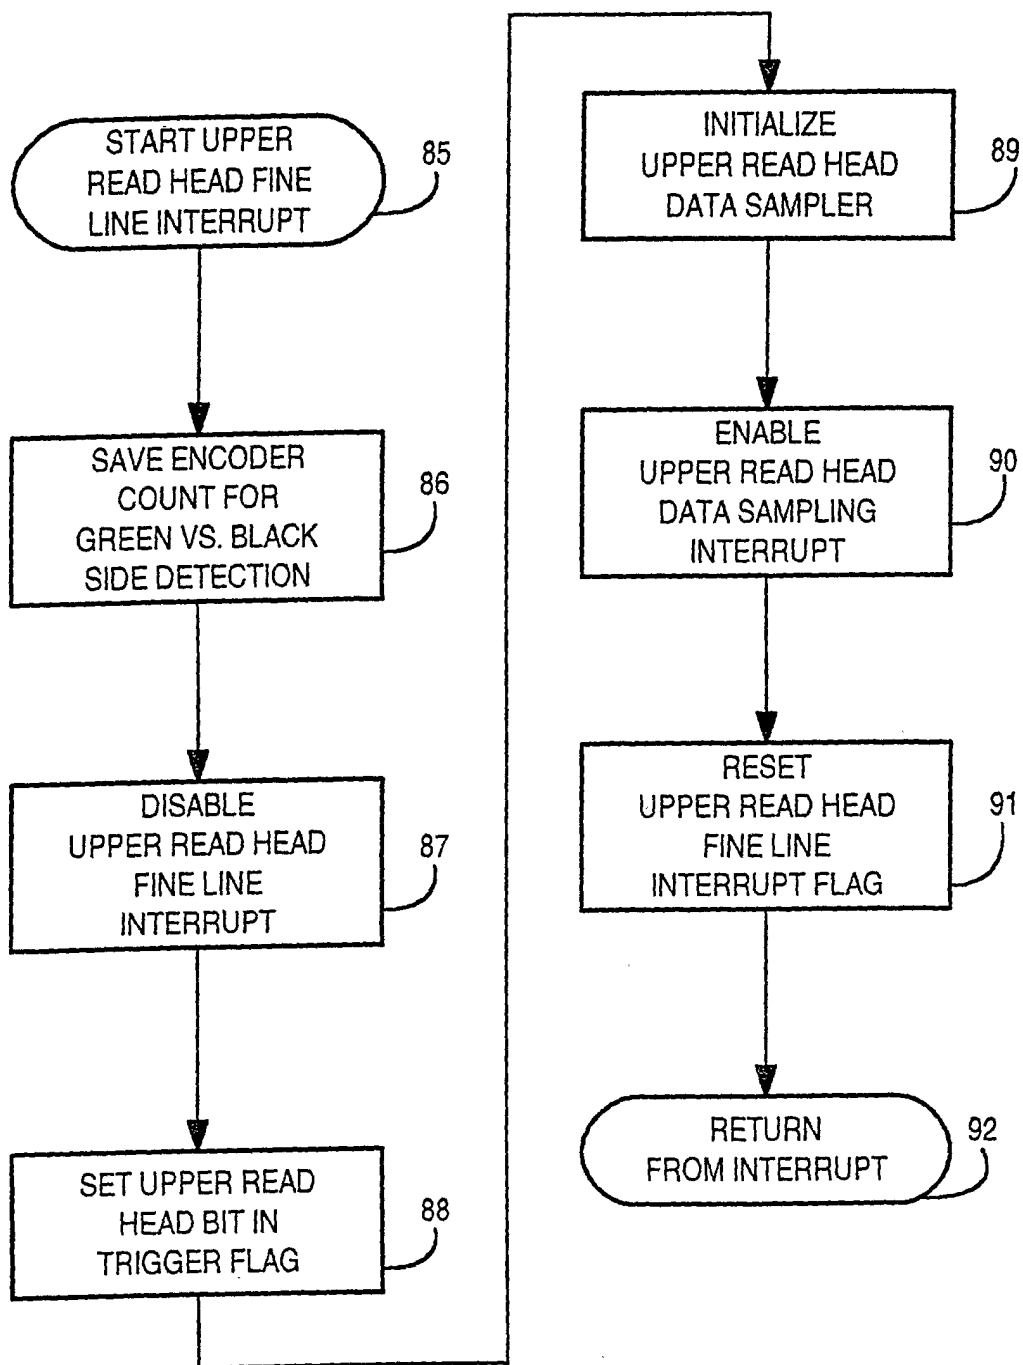 START UPPER
READ HEAD FINE
LINE INTERRUPT
85
SAVE ENCODER
COUNT FOR
GREEN VS. BLACK
SIDE DETECTION
86
DISABLE
UPPER READ HEAD
FINE LINE
INTERRUPT
87
SET UPPER READ
HEAD BIT IN
TRIGGER FLAG
88
INITIALIZE
UPPER READ HEAD
DATA SAMPLER
89
ENABLE
UPPER READ HEAD
DATA SAMPLING
INTERRUPT
90
RESET
UPPER READ HEAD
FINE LINE
INTERRUPT FLAG
91
RETURN
FROM INTERRUPT
92